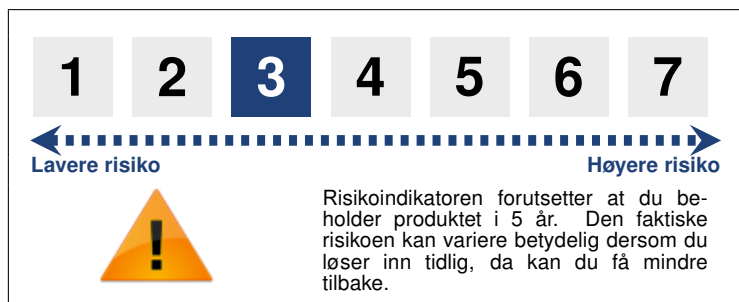 1 2 3 4 5 6 7
Lavere risiko Høyere risiko
!
Risikoindikatoren forutsetter at du be-
holder produktet i 5 år. Den faktiske
risikoen kan variere betydelig dersom du
løser inn tidlig, da kan du få mindre
tilbake.